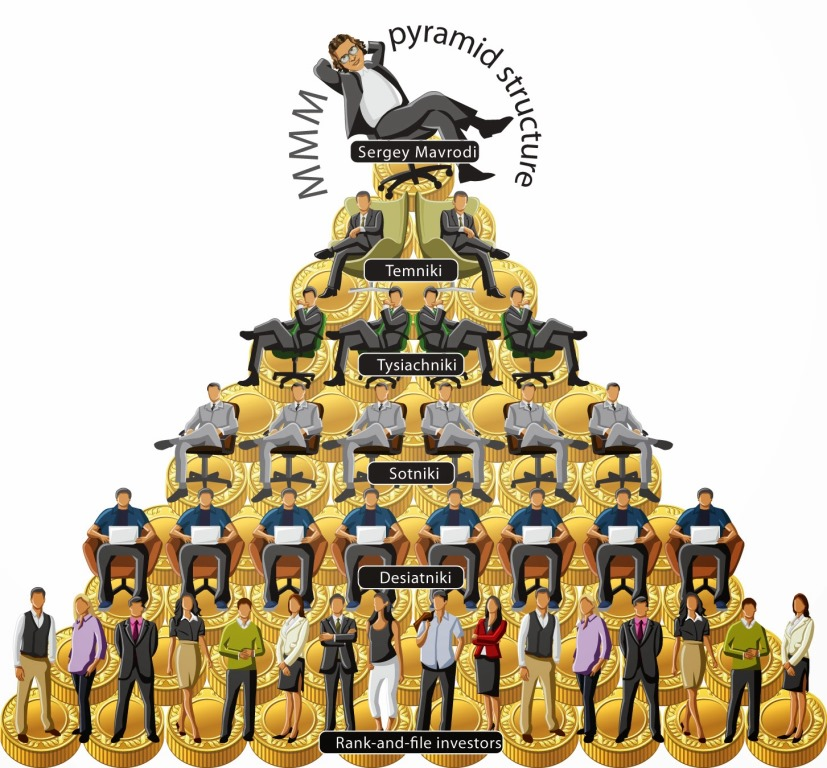 MMM pyramid structure
Sergey Mavrodi
Temniki
Tysiachniki
Sotniki
Desiatniki
Rank-and-file investors